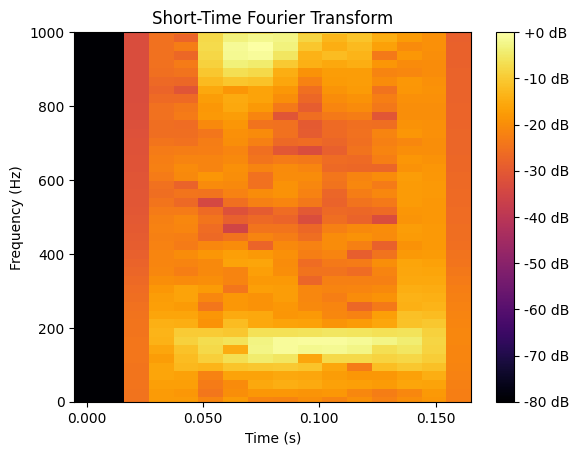 Short-Time Fourier Transform
1000
800
600
400
200
0
Frequency (Hz)
0.000
0.050
0.100
0.150
Time (s)
+0 dB
-10 dB
-20 dB
-30 dB
-40 dB
-50 dB
-60 dB
-70 dB
-80 dB